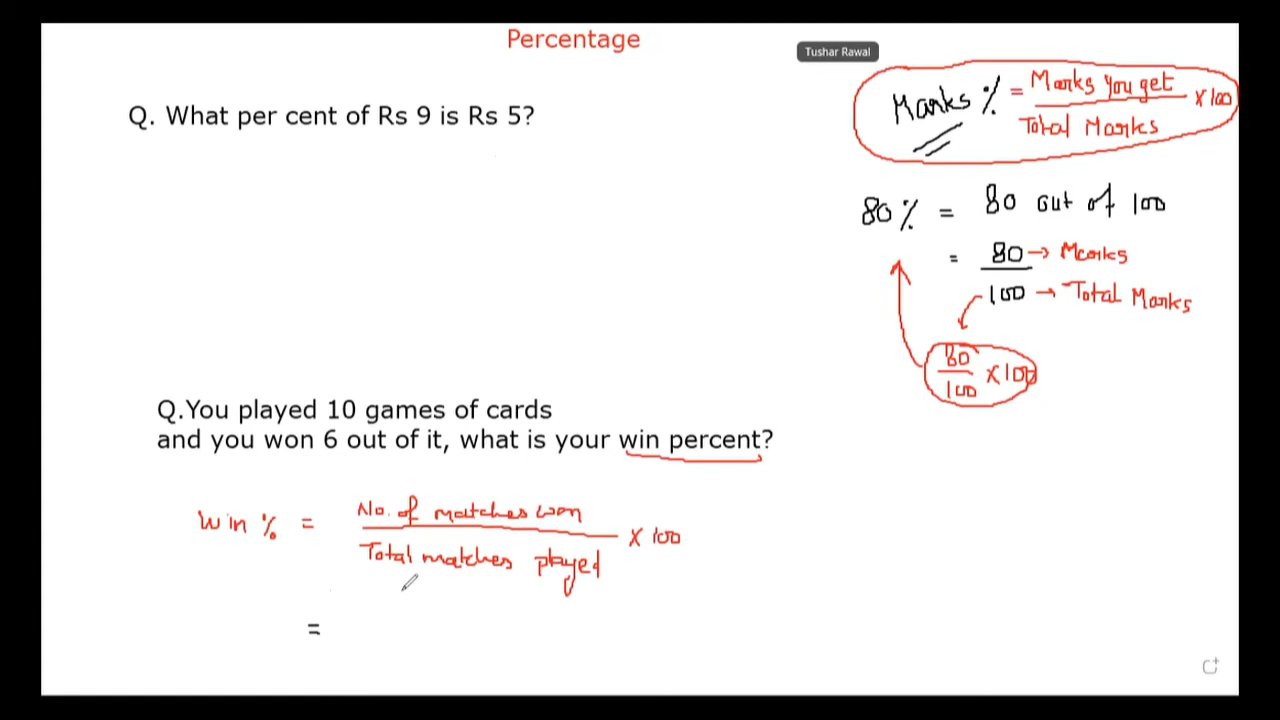 Percentage
Tushar Rawal
Q. What per cent of Rs 9 is Rs 5?
Marks % = Marks You get
Total Marks × 100
80 % = 80 out of 100
= 80 → Marks
100 → Total Marks
80
100 × 100
Q.You played 10 games of cards
and you won 6 out of it, what is your win percent?
Win % = No. of matches won
Total matches played × 100
=